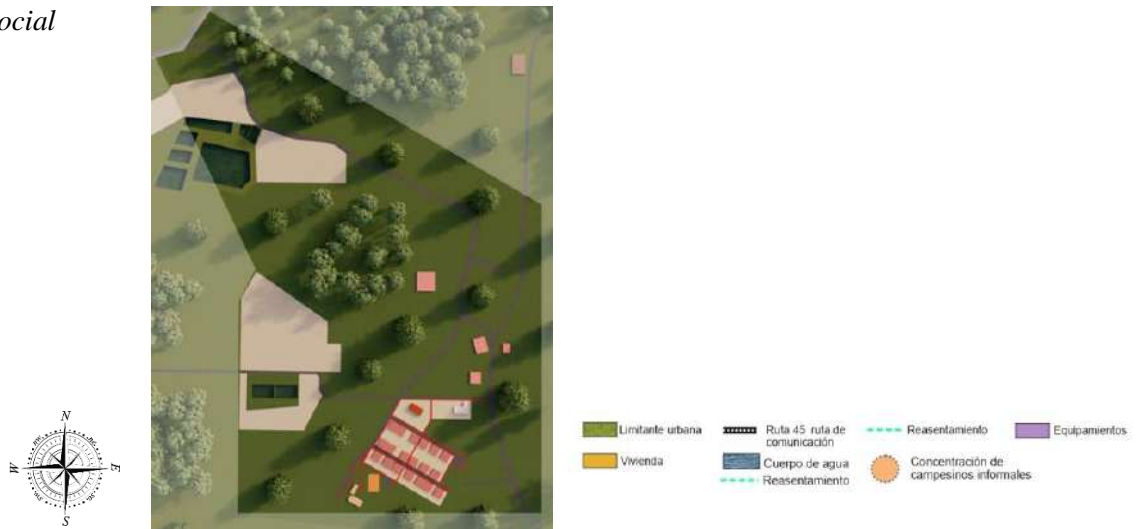 ocial
N
W
E
S
Limitante urbana
Ruta 45 ruta de
comunicación
Reasentamiento
Equipamientos
Vivienda
Cuerpo de agua
Reasentamiento
Concentración de
campesinos informales